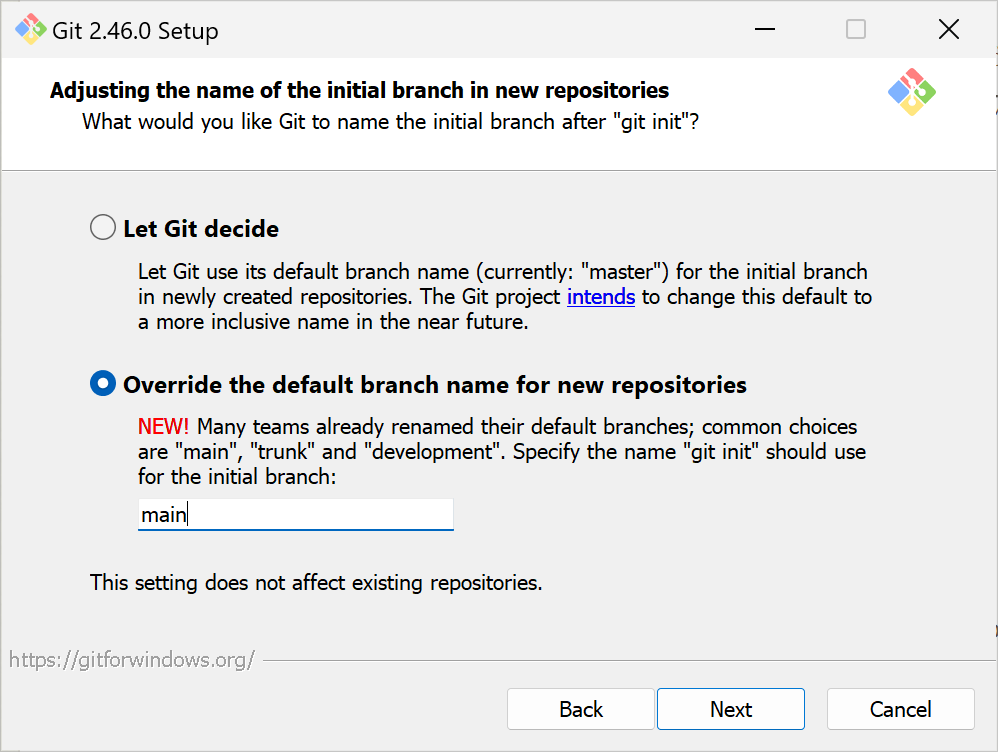 Git 2.46.0 Setup
Adjusting the name of the initial branch in new repositories
What would you like Git to name the initial branch after "git init"?
Let Git decide
Let Git use its default branch name (currently: "master") for the initial branch
in newly created repositories. The Git project intends to change this default to
a more inclusive name in the near future.
Override the default branch name for new repositories
NEW! Many teams already renamed their default branches; common choices
are "main", "trunk" and "development". Specify the name "git init" should use
for the initial branch:
main
This setting does not affect existing repositories.
https://gitforwindows.org/
Back
Next
Cancel